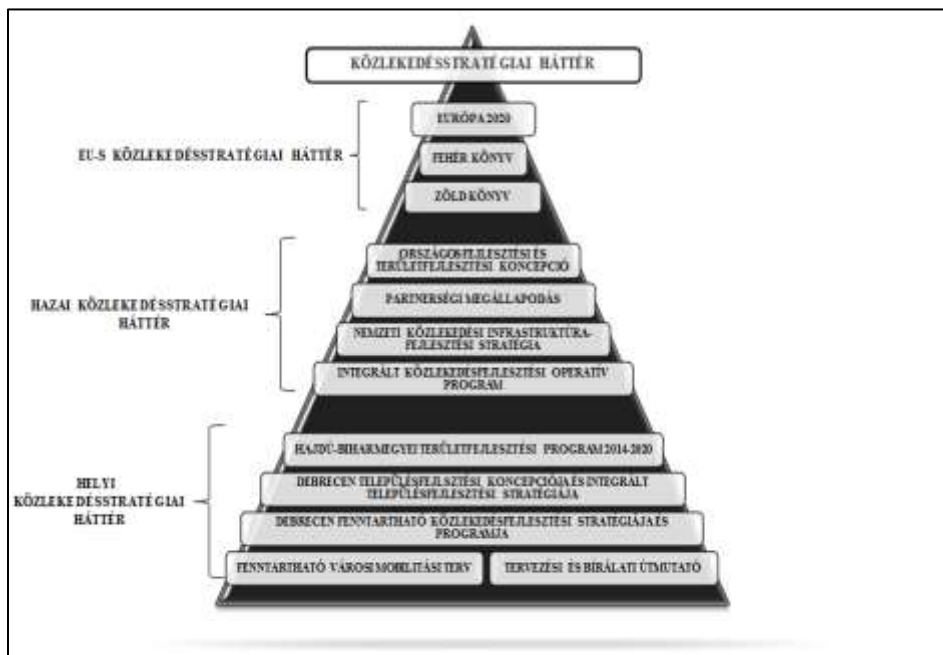 KÖZLEKEDÉSSTRATÉGIAI HÁTTÉR
EU-S KÖZLEKEDÉSSTRATÉGIAI HÁTTÉR
EURÓPA 2020
FEHÉR KÖNYV
ZÖLD KÖNYV
HAZAI KÖZLEKEDÉSSTRATÉGIAI
HÁTTÉR
ORSZÁGOS FEJLESZTÉSI ÉS
TERÜLETFEJLESZTÉSI KONCEPCIÓ
PARTNERSÉGI MEGÁLLAPODÁS
NEMZETI KÖZLEKEDÉSI INFRASTRUKTÚRA-
FEJLESZTÉSI STRATÉGIA
INTEGRÁLT KÖZLEKEDÉSFEJLESZTÉSI OPERATÍV
PROGRAM
HELYI
KÖZLEKEDÉSSTRATÉGIAI
HÁTTÉR
HAJDÚ-BIHAR MEGYEI TERÜLETFEJLESZTÉSI PROGRAM 2014-2020
DEBRECEN TELEPÜLÉSFEJLSZTÉSI KONCEPCIÓJA ÉS INTEGRÁLT
TELEPÜLÉSFEJLESZTÉSI STRATÉGIÁJA
DEBRECEN FENNTARTHATÓ KÖZLEKEDÉSFEJLESZTÉSI STRATÉGIÁJA ÉS
PROGRAMJA
FENNTARTHATÓ VÁROSI MOBILITÁSI TERV
TERVEZÉSI ÉS BÍRÁLATI ÚTMUTATÓ